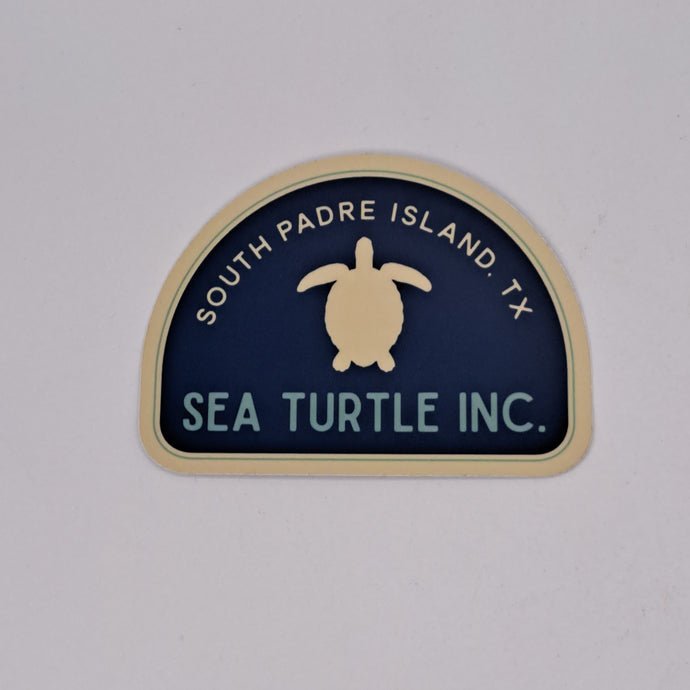 SOUTH PADRE ISLAND, TX
SEA TURTLE INC.